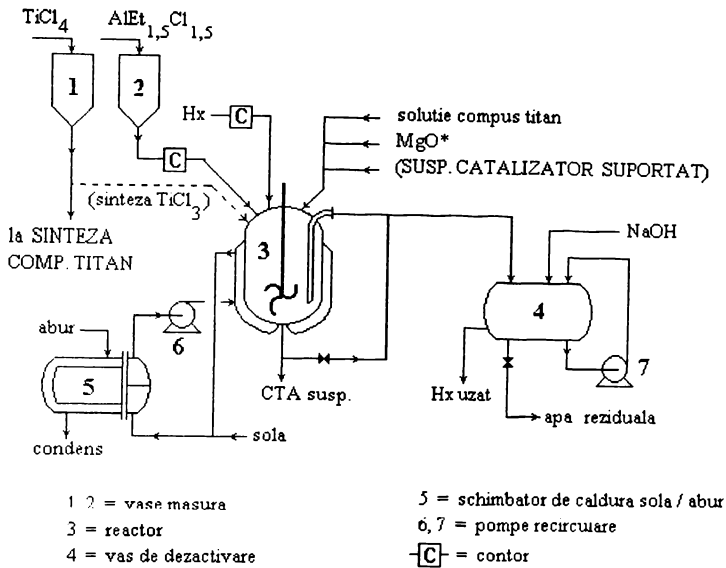 TiCl4
AlEt1,5Cl1,5
1
2
Hx
C
C
solutie compus titan
MgO*
(SUSP. CATALIZATOR SUPORTAT)
(sinteza TiCl3)
la SINTEZA
COMP. TITAN
3
NaOH
4
abur
6
5
7
CTA susp.
Hx uzat
apa reziduala
sola
condens
1 2 = vase masura
3 = reactor
4 = vas de dezactivare
5 = schimbator de caldura sola / abur
6, 7 = pompe recirculare
C = contor